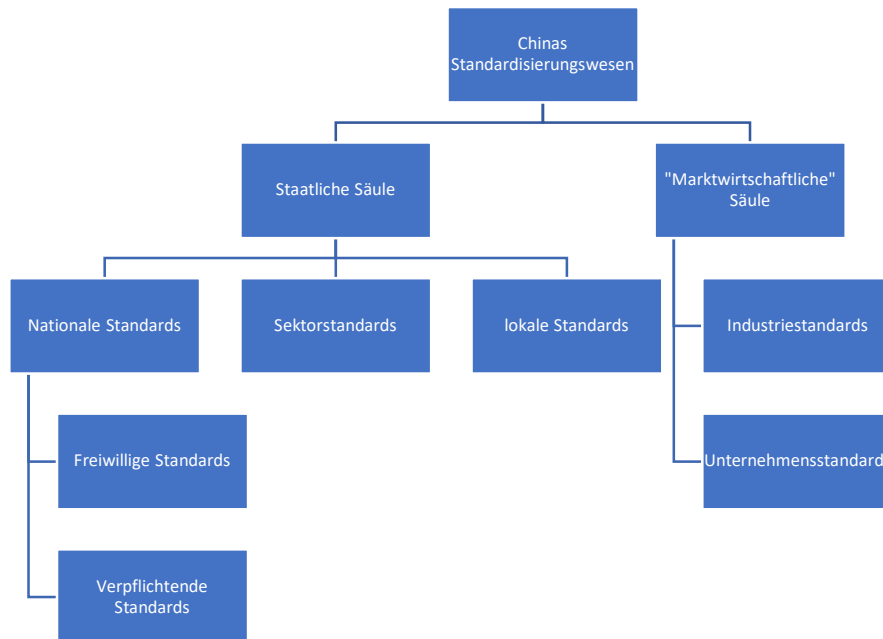 Chinas
Standardisierungswesen
Staatliche Säule
"Marktwirtschaftliche"
Säule
Nationale Standards
Sektorstandards
lokale Standards
Industriestandards
Freiwillige Standards
Unternehmensstandard
Verpflichtende
Standards